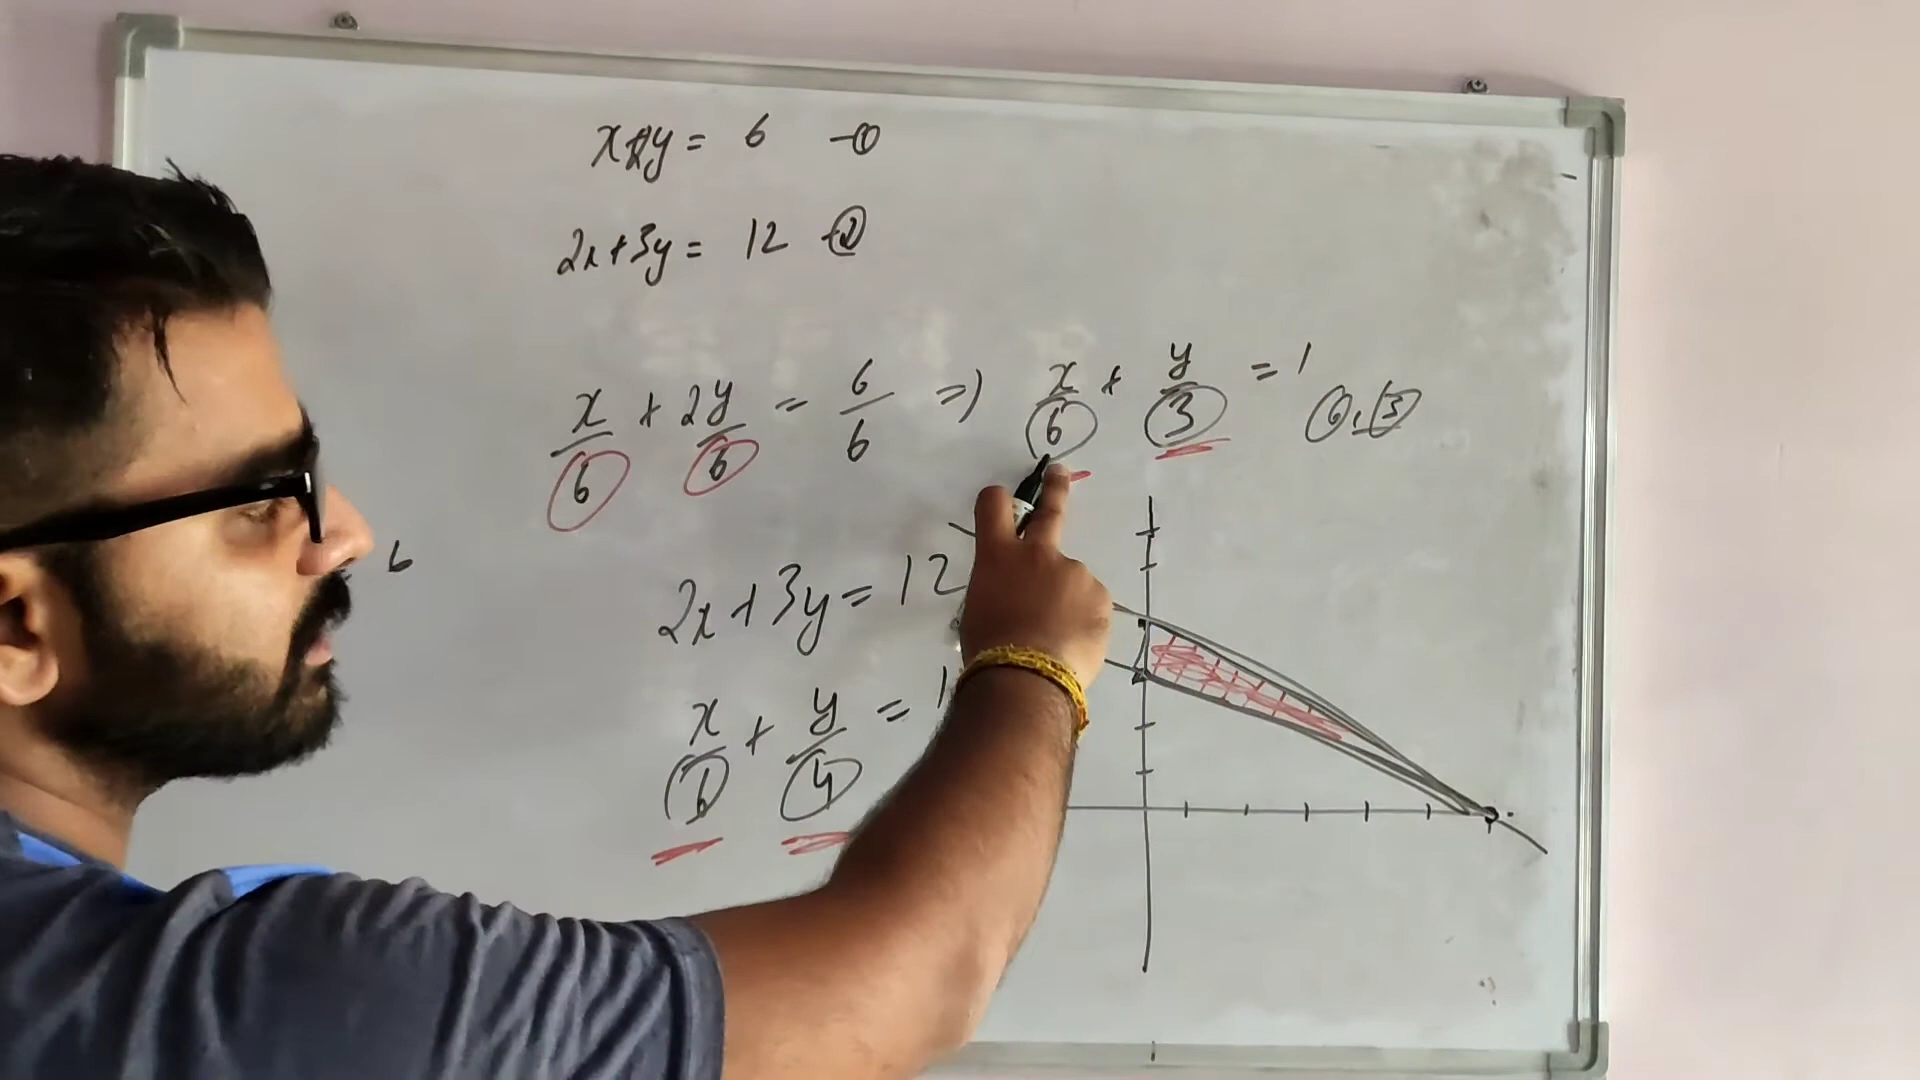 x+2y = 6 -①
2x+3y = 12 -②
x/6 + 2y/6 = 6/6 => x/6 + y/3 = 1
6, 3
6
2x+3y = 12
x/6 + y/4 = 1